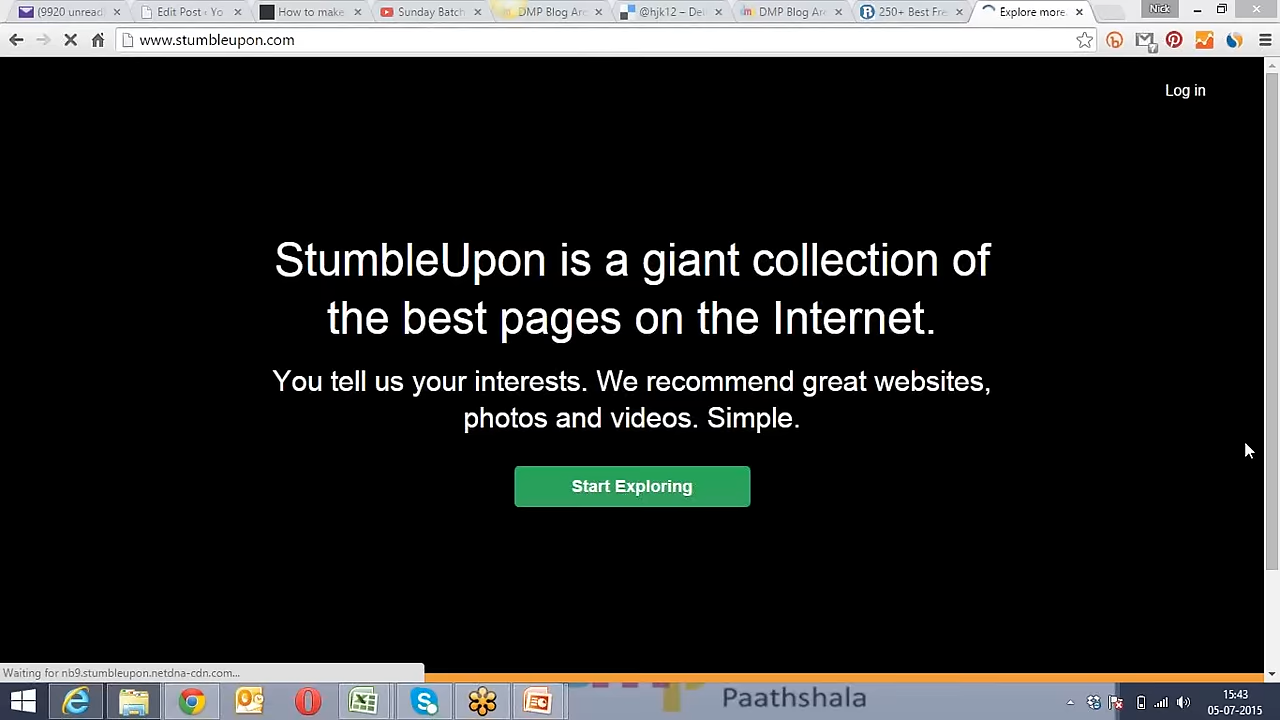 (9920 unread
Edit Post ‹ Yo
How to make
Sunday Batch
DMP Blog Are
@hjk12 – De
DMP Blog Are
250+ Best Fre
Explore more
Nick
www.stumbleupon.com
Log in
StumbleUpon is a giant collection of
the best pages on the Internet.
You tell us your interests. We recommend great websites,
photos and videos. Simple.
Start Exploring
Waiting for nb9.stumbleupon.netdna-cdn.com...
Paathshala
15:43
05-07-2015